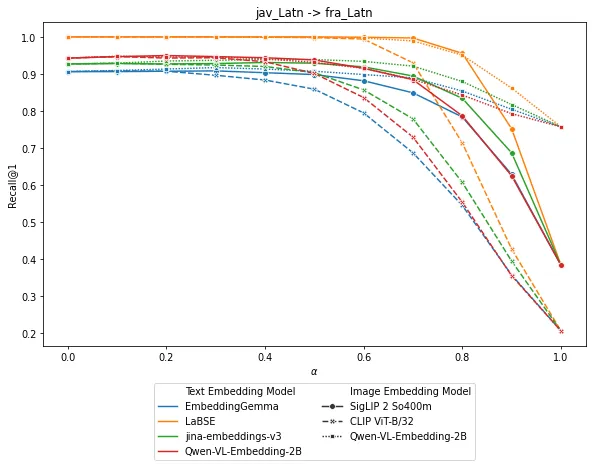 jav_Latn -> fra_Latn
Recall@1
1.0
0.9
0.8
0.7
0.6
0.5
0.4
0.3
0.2
0.0 0.2 0.4 0.6 0.8 1.0
α
Text Embedding Model
EmbeddingGemma
LaBSE
jina-embeddings-v3
Qwen-VL-Embedding-2B
Image Embedding Model
SigLIP 2 So400m
CLIP ViT-B/32
Qwen-VL-Embedding-2B